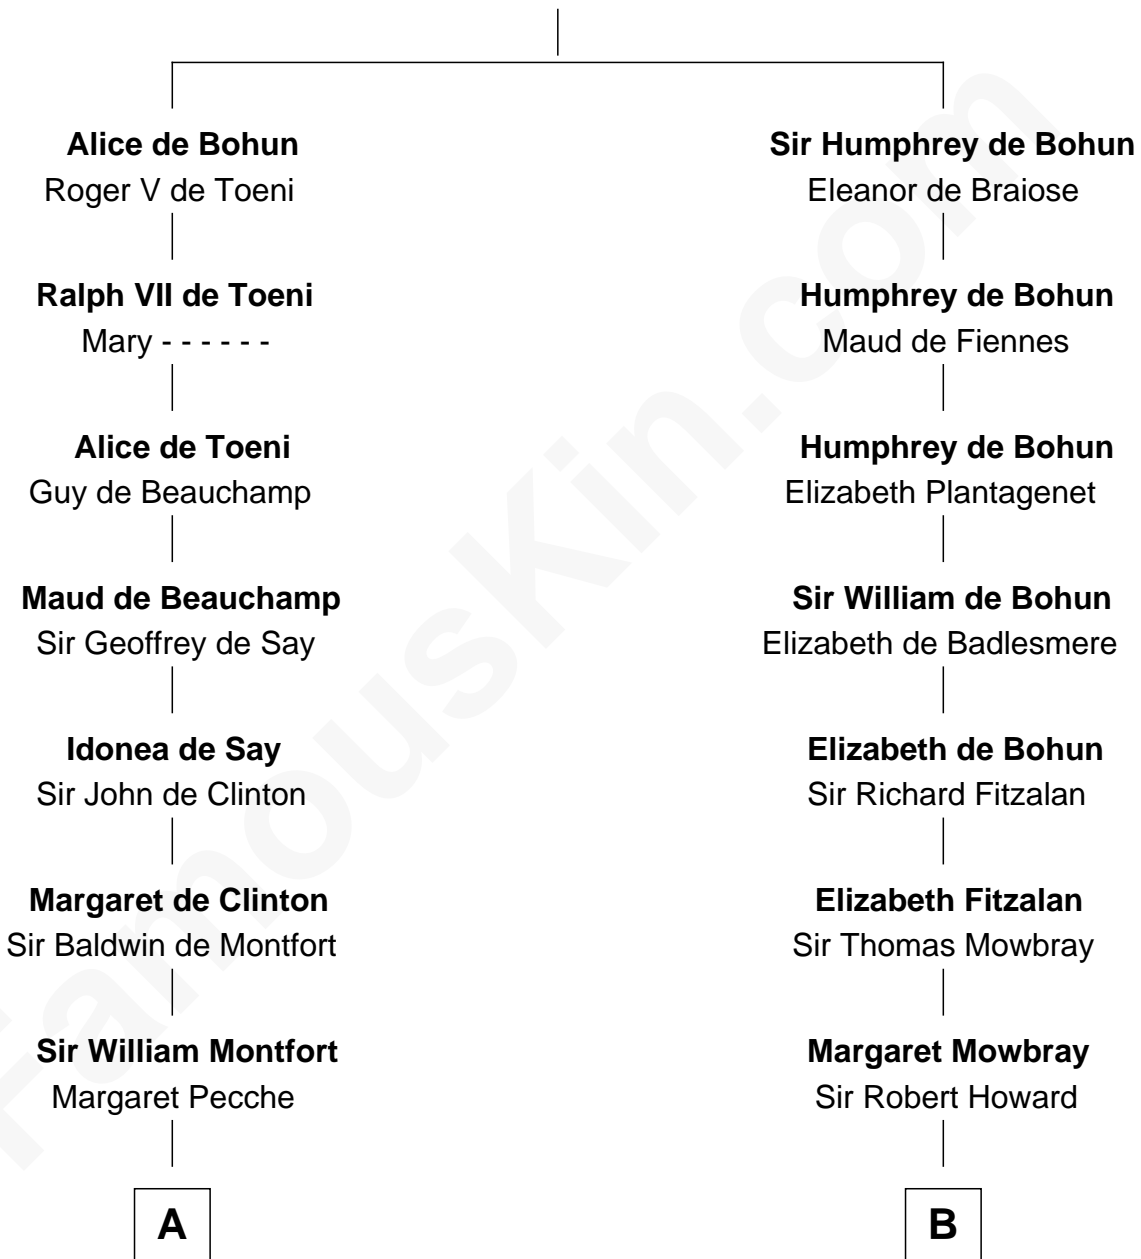 Alice de Bohun
Roger V de Toeni
Sir Humphrey de Bohun
Eleanor de Braiose
Ralph VII de Toeni
Mary - - - - - -
Humphrey de Bohun
Maud de Fiennes
Alice de Toeni
Guy de Beauchamp
Humphrey de Bohun
Elizabeth Plantagenet
Maud de Beauchamp
Sir Geoffrey de Say
Sir William de Bohun
Elizabeth de Badlesmere
Idonea de Say
Sir John de Clinton
Elizabeth de Bohun
Sir Richard Fitzalan
Margaret de Clinton
Sir Baldwin de Montfort
Elizabeth Fitzalan
Sir Thomas Mowbray
Sir William Montfort
Margaret Pecche
Margaret Mowbray
Sir Robert Howard
A
B
FamousKin.com